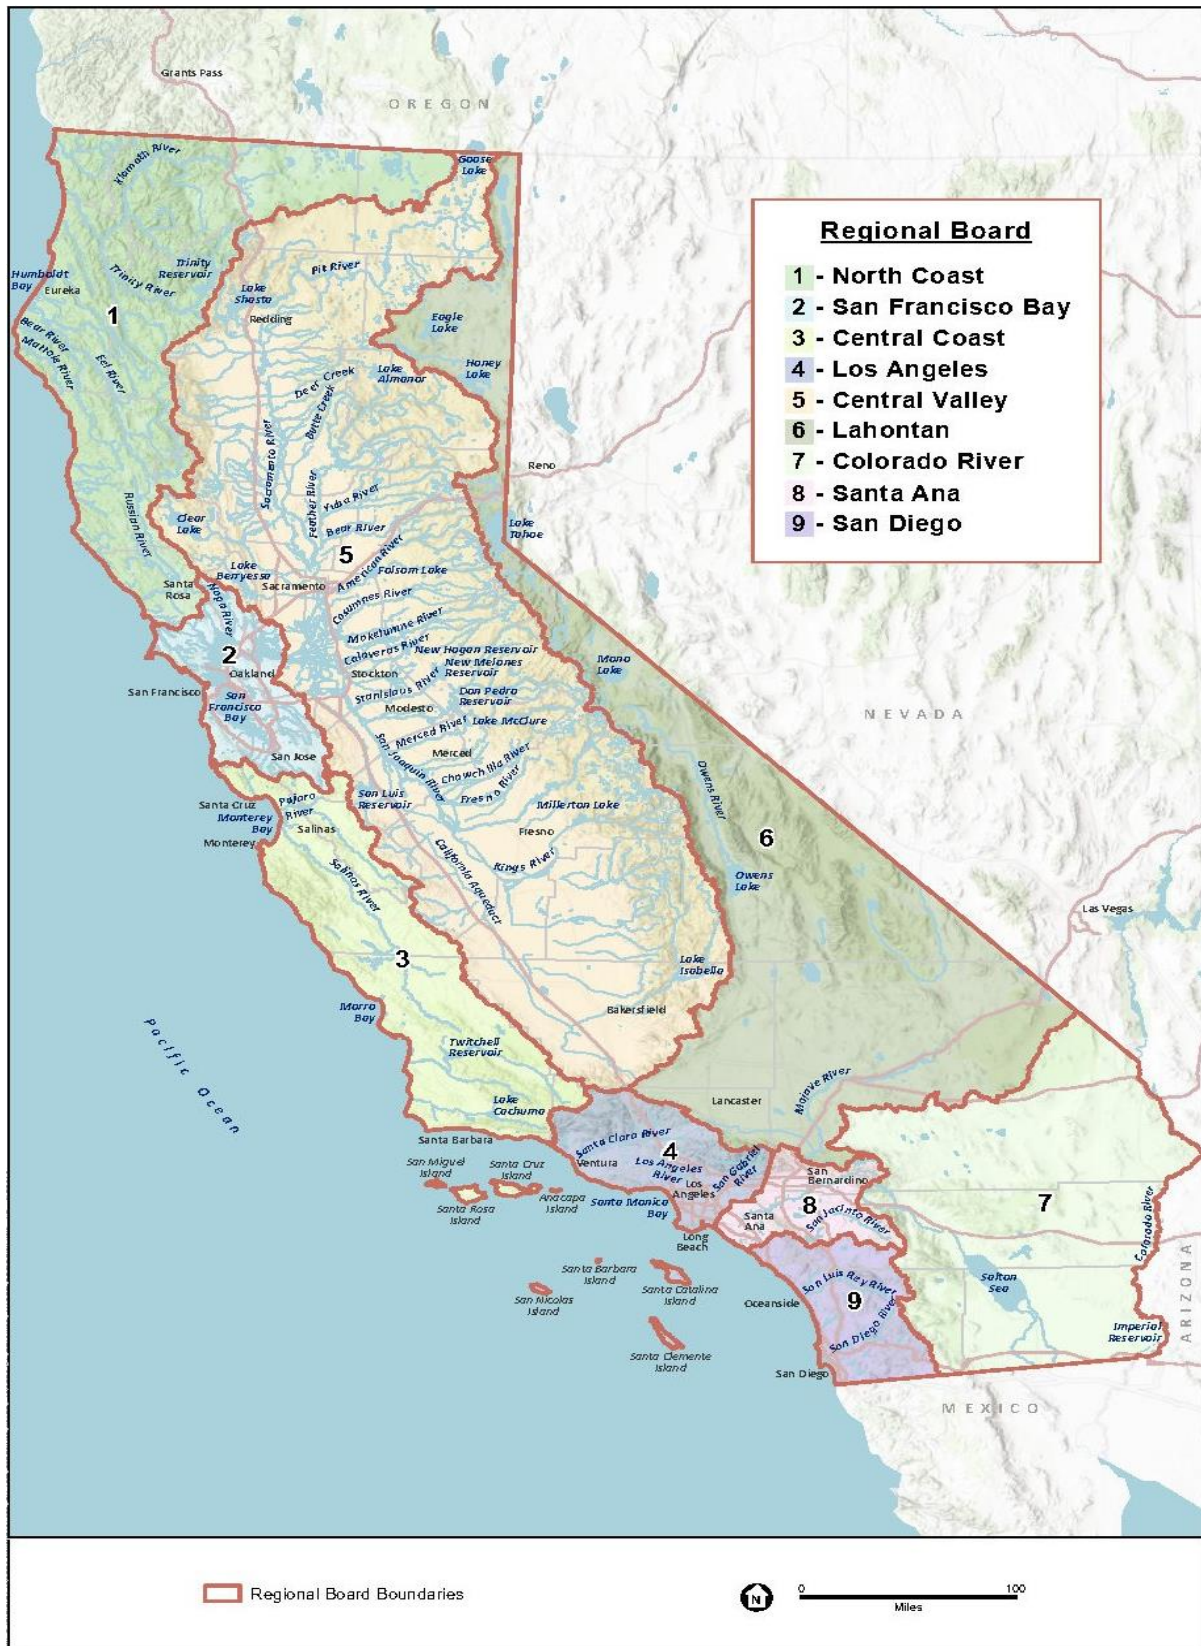 Grants Pass
OREGON
Klamath River
Goose
Lake
Regional Board
1 - North Coast
2 - San Francisco Bay
3 - Central Coast
4 - Los Angeles
5 - Central Valley
6 - Lahontan
7 - Colorado River
8 - Santa Ana
9 - San Diego
Humboldt
Bay
Eureka
Trinity
Reservoir
Trinity River
Pit River
Lake
Shasta
Redding
1
Bear River
Mattole River
Eel River
Eagle
Lake
Honey
Lake
Lake
Almanor
Deer Creek
Butte Creek
Sacramento River
Feather River
Yuba River
Bear River
Reno
Lake
Tahoe
Russian River
Clear
Lake
5
American River
Folsom Lake
Lake
Berryessa
Sacramento
Santa
Rosa
Napa River
Cosumnes River
Mokelumne River
Calaveras River
New Hogan Reservoir
New Melones
Reservoir
2
Oakland
Stockton
Stanislaus River
Don Pedro
Reservoir
San Francisco
San
Francisco
Bay
Modesto
Merced River
Lake McClure
Mono
Lake
NEVADA
San Jose
San Joaquin River
Merced
Chowchilla River
Fresno River
Owens River
Santa Cruz
Pajaro
River
San Luis
Reservoir
Millerton Lake
Monterey
Bay
Salinas
Monterey
Fresno
6
Salinas River
California Aqueduct
Kings River
Owens
Lake
Las Vegas
3
Lake
Isabella
Morro
Bay
Bakersfield
Pacific Ocean
Twitchell
Reservoir
Lake
Cachuma
Lancaster
Mojave River
Santa Barbara
Santa Clara River
4
Ventura
Los Angeles
River
San Gabriel
River
Los
Angeles
San
Bernardino
San Miguel
Island
Santa Cruz
Island
Santa Rosa
Island
Anacapa
Island
Santa Monica
Bay
Santa
Ana
8
San Jacinto River
7
Colorado River
Long
Beach
Santa Barbara
Island
San Nicolas
Island
Santa Catalina
Island
Oceanside
San Luis Rey River
9
San Diego River
Salton
Sea
Imperial
Reservoir
ARIZONA
Santa Clemente
Island
San Diego
MEXICO
Regional Board Boundaries
N
0
100
Miles